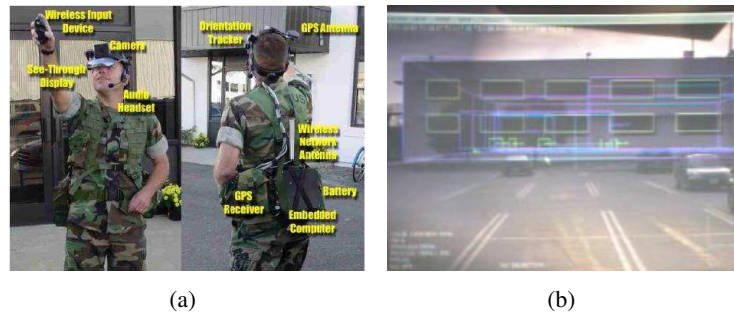 Wireless Input
Device
Camera
See-Through
Display
Audio
Headset
Orientation
Tracker
GPS Antenna
Wireless
Network
Antenna
Battery
GPS
Receiver
Embedded
Computer
(a)
(b)